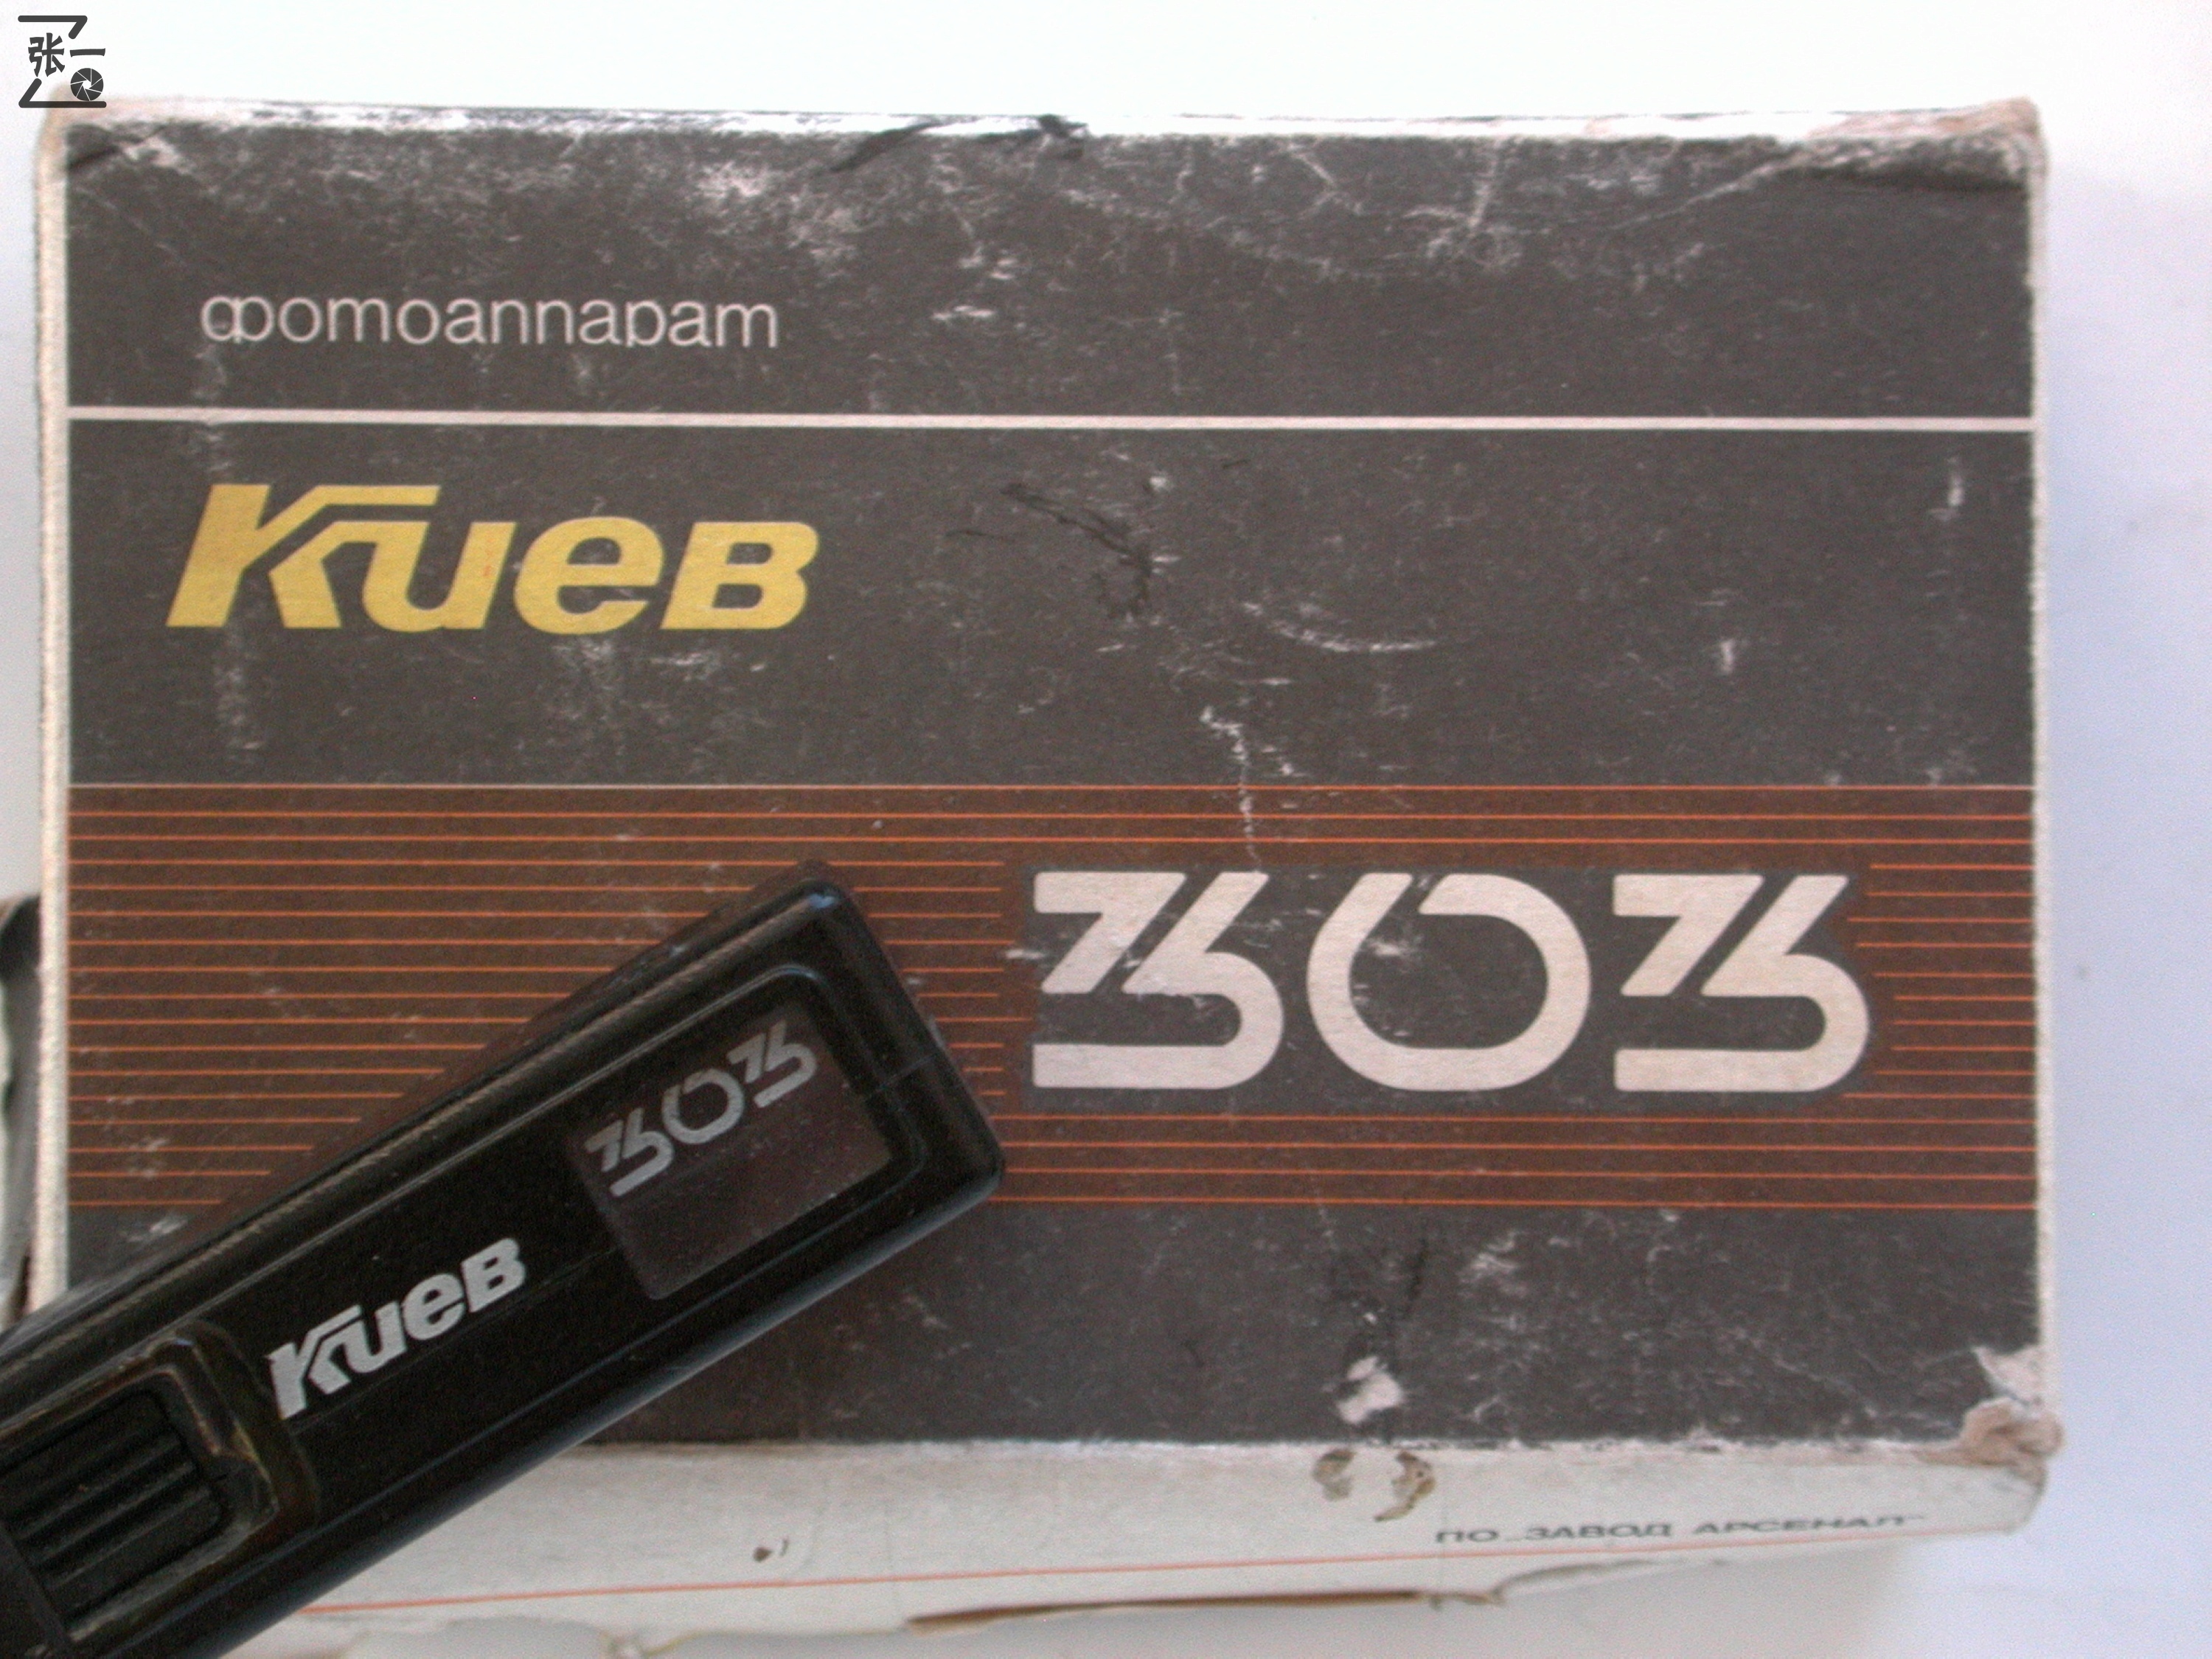 张一
фотоаппарат
Киев
303
303
Киев
ПО „ЗАВОД АРСЕНАЛ"